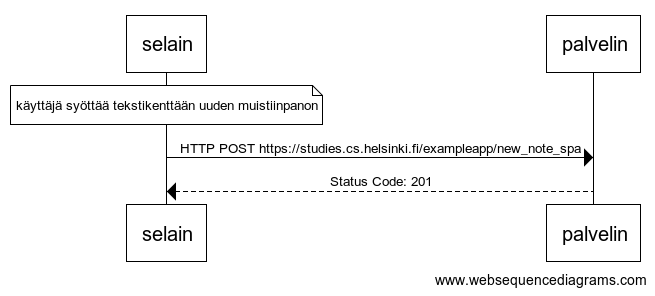 selain
palvelin
käyttäjä syöttää tekstikenttään uuden muistiinpanon
HTTP POST https://studies.cs.helsinki.fi/exampleapp/new_note_spa
Status Code: 201
selain
palvelin
www.websequencediagrams.com